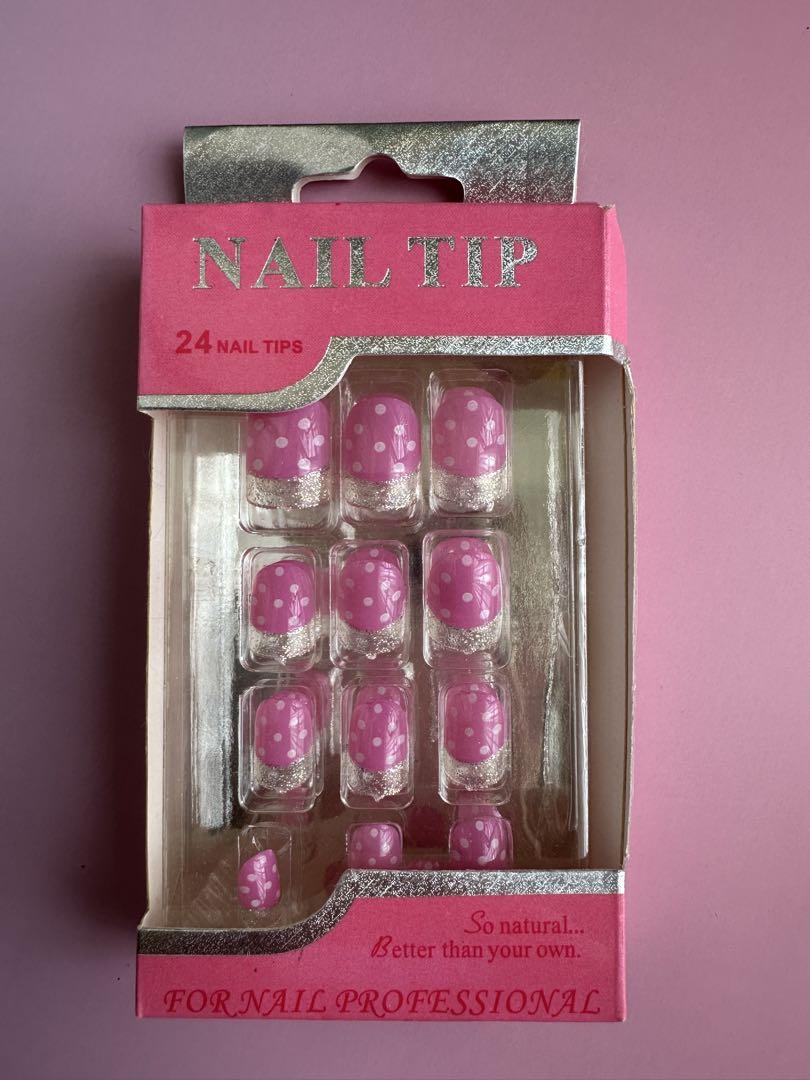 NAIL TIP
24 NAIL TIPS
So natural...
Better than your own.
FOR NAIL PROFESSIONAL